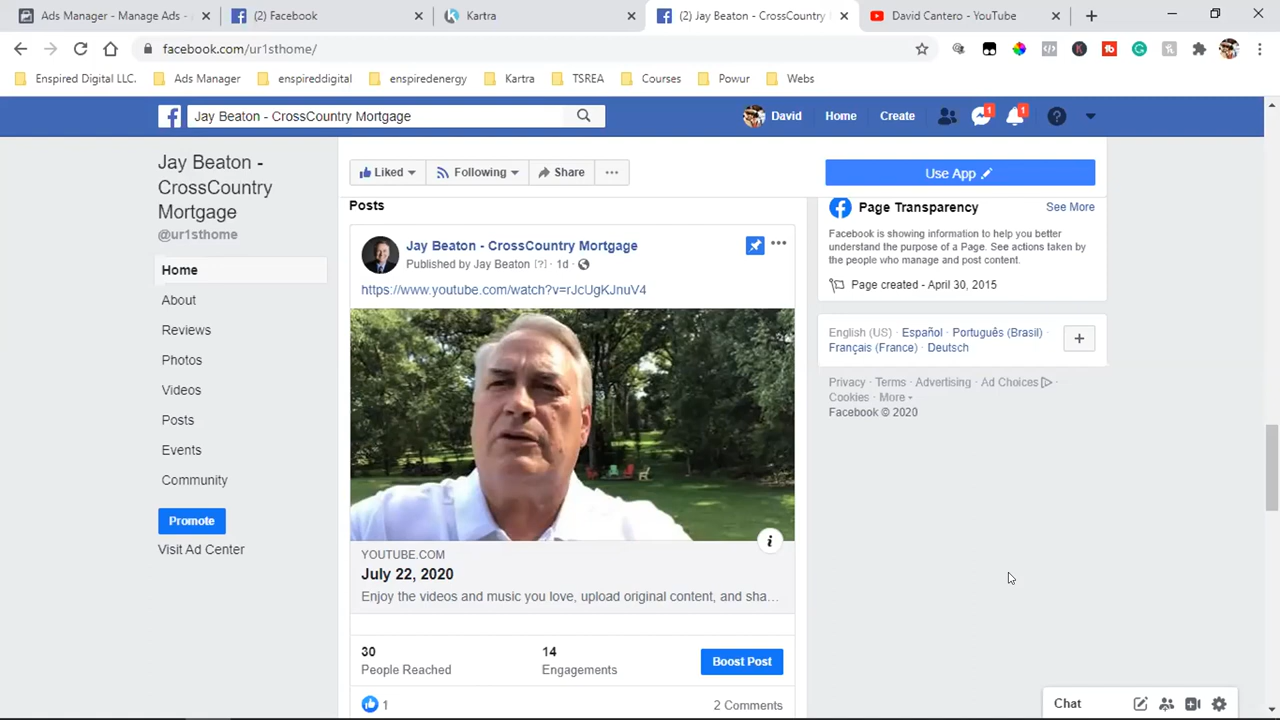 Ads Manager - Manage Ads -
(2) Facebook
Kartra
(2) Jay Beaton - CrossCountry
David Cantero - YouTube
facebook.com/ur1sthome/
Enspired Digital LLC.
Ads Manager
enspireddigital
enspiredenergy
Kartra
TSREA
Courses
Powur
Webs
Jay Beaton - CrossCountry Mortgage
David
Home
Create
1
1
Jay Beaton -
CrossCountry
Mortgage
@ur1sthome
Home
About
Reviews
Photos
Videos
Posts
Events
Community
Promote
Visit Ad Center
Liked
Following
Share
Use App
Posts
Jay Beaton - CrossCountry Mortgage
Published by Jay Beaton [?] · 1d ·
https://www.youtube.com/watch?v=rJcUgKJnuV4
YOUTUBE.COM
July 22, 2020
Enjoy the videos and music you love, upload original content, and sha…
30
People Reached
14
Engagements
Boost Post
1
2 Comments
Page Transparency
See More
Facebook is showing information to help you better
understand the purpose of a Page. See actions taken by
the people who manage and post content.
Page created - April 30, 2015
English (US) · Español · Português (Brasil) ·
Français (France) · Deutsch
Privacy · Terms · Advertising · Ad Choices ·
Cookies · More
Facebook © 2020
Chat